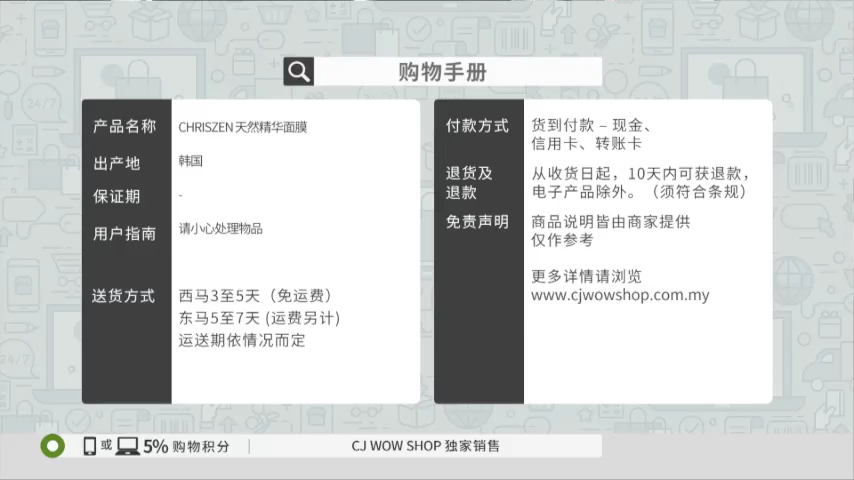 购物手册
产品名称
CHRISZEN 天然精华面膜
出产地
韩国
保证期
-
用户指南
请小心处理物品
送货方式
西马3至5天（免运费）
东马5至7天 (运费另计)
运送期依情况而定
付款方式
货到付款 – 现金、
信用卡、转账卡
退货及
退款
从收货日起，10天内可获退款，
电子产品除外。（须符合条规）
免责声明
商品说明皆由商家提供
仅作参考
更多详情请浏览
www.cjwowshop.com.my
或 5% 购物积分 | CJ WOW SHOP 独家销售
24/7
24/7